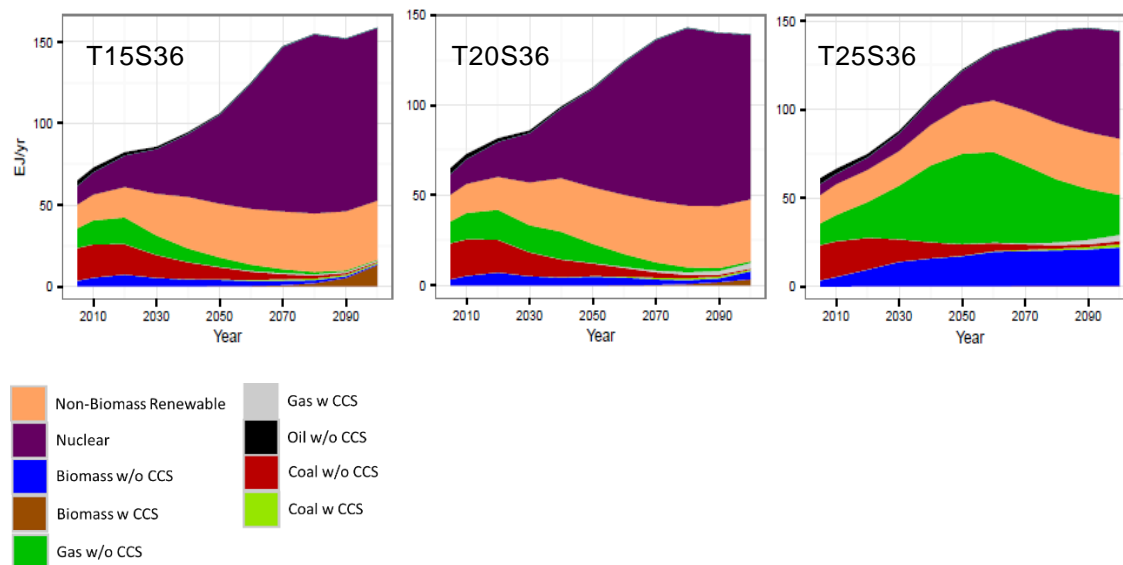 T15S36
T20S36
T25S36
EJ/yr
150
100
50
0
150
100
50
0
150
100
50
0
2010 2030 2050 2070 2090
2010 2030 2050 2070 2090
2010 2030 2050 2070 2090
Year
Year
Year
Non-Biomass Renewable
Nuclear
Biomass w/o CCS
Biomass w CCS
Gas w/o CCS
Gas w CCS
Oil w/o CCS
Coal w/o CCS
Coal w CCS